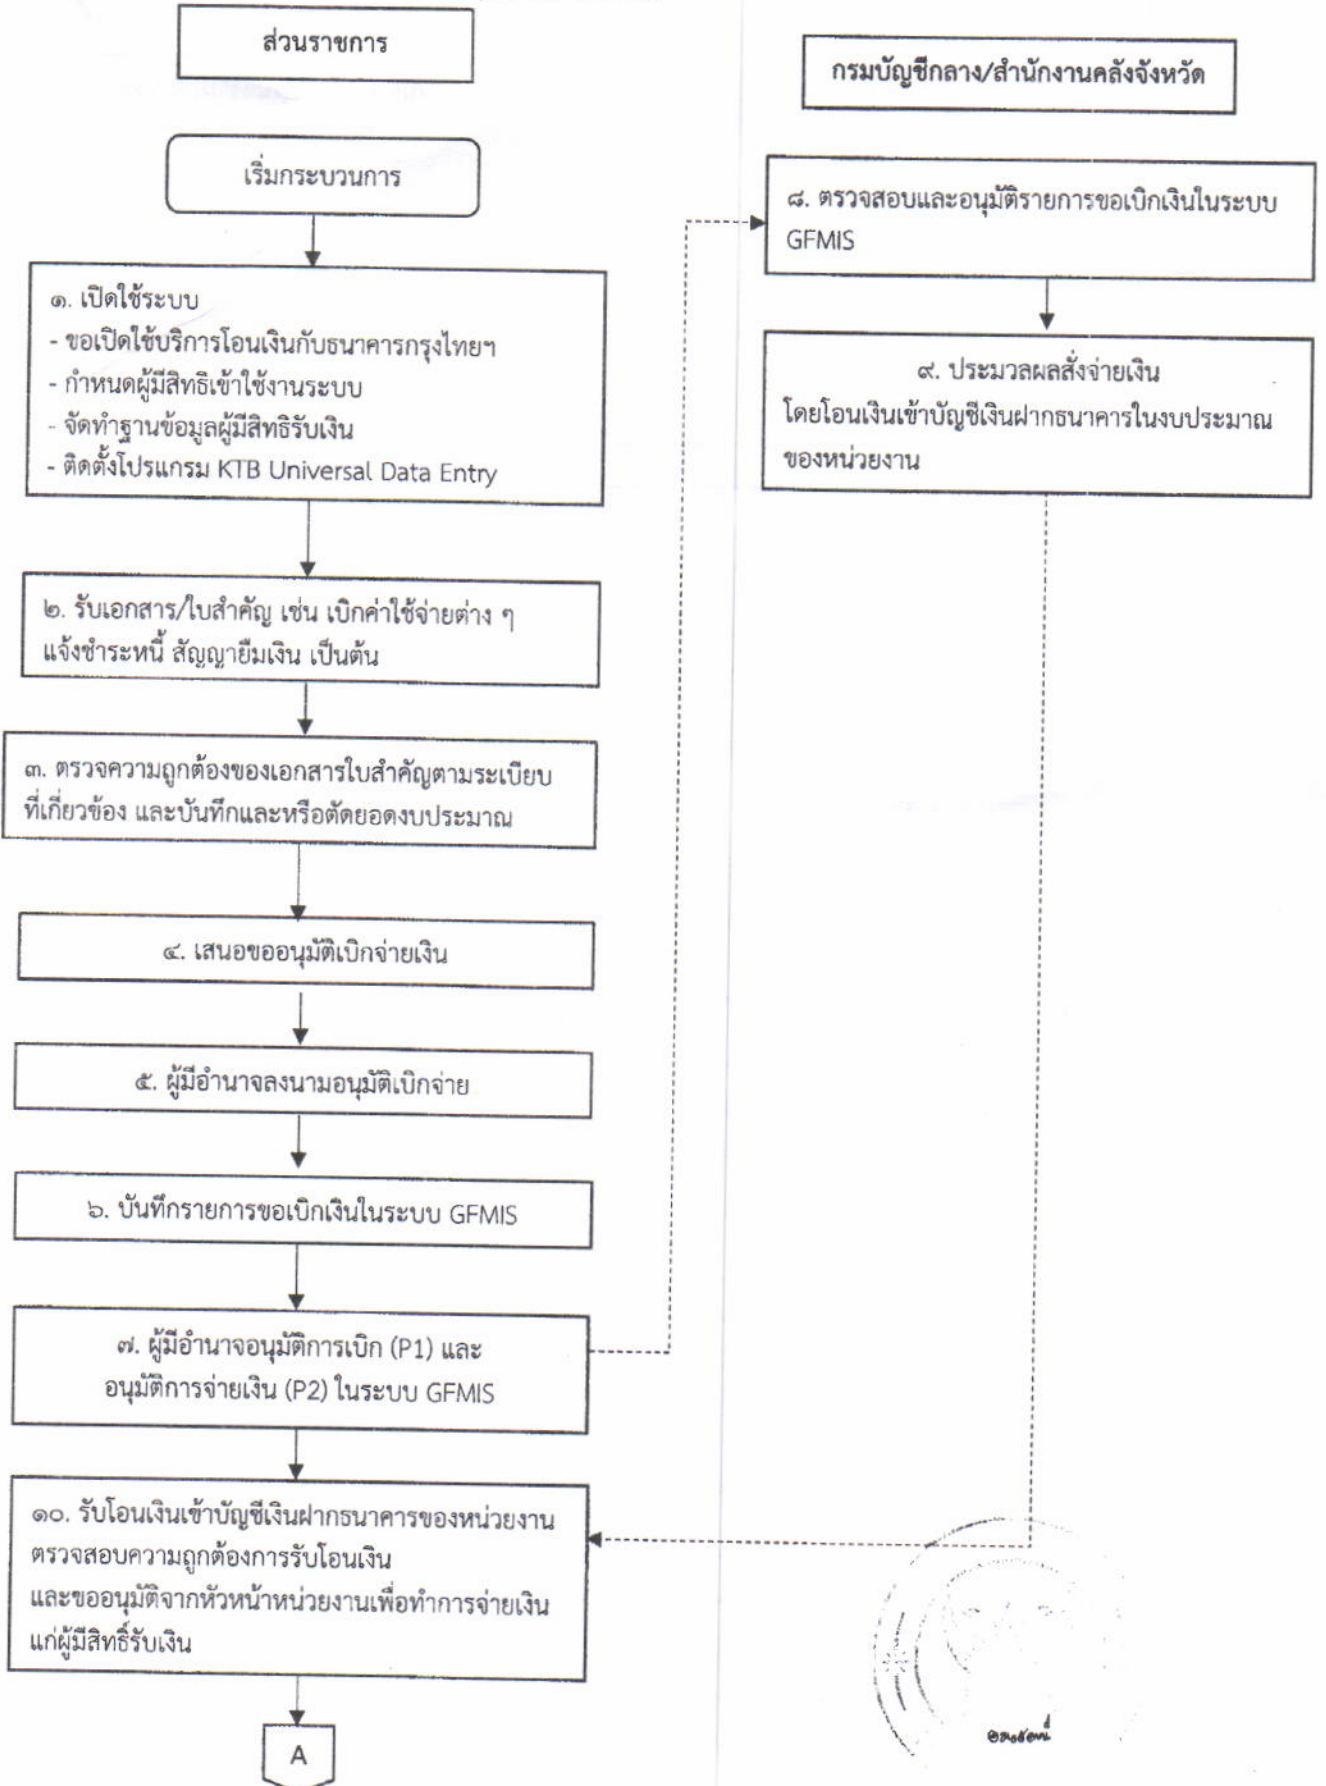 ส่วนราชการ
กรมบัญชีกลาง/สำนักงานคลังจังหวัด
เริ่มกระบวนการ
๑. เปิดใช้ระบบ
- ขอเปิดใช้บริการโอนเงินกับธนาคารกรุงไทยฯ
- กำหนดผู้มีสิทธิเข้าใช้งานระบบ
- จัดทำฐานข้อมูลผู้มีสิทธิรับเงิน
- ติดตั้งโปรแกรม KTB Universal Data Entry
๒. รับเอกสาร/ใบสำคัญ เช่น เบิกค่าใช้จ่ายต่าง ๆ
แจ้งชำระหนี้ สัญญายืมเงิน เป็นต้น
๓. ตรวจความถูกต้องของเอกสารใบสำคัญตามระเบียบ
ที่เกี่ยวข้อง และบันทึกและหรือตัดยอดงบประมาณ
๔. เสนอขออนุมัติเบิกจ่ายเงิน
๕. ผู้มีอำนาจลงนามอนุมัติเบิกจ่าย
๖. บันทึกรายการขอเบิกเงินในระบบ GFMIS
๗. ผู้มีอำนาจอนุมัติการเบิก (P1) และ
อนุมัติการจ่ายเงิน (P2) ในระบบ GFMIS
๘. ตรวจสอบและอนุมัติรายการขอเบิกเงินในระบบ
GFMIS
๙. ประมวลผลสั่งจ่ายเงิน
โดยโอนเงินเข้าบัญชีเงินฝากธนาคารในงบประมาณ
ของหน่วยงาน
๑๐. รับโอนเงินเข้าบัญชีเงินฝากธนาคารของหน่วยงาน
ตรวจสอบความถูกต้องการรับโอนเงิน
และขออนุมัติจากหัวหน้าหน่วยงานเพื่อทำการจ่ายเงิน
แก่ผู้มีสิทธิ์รับเงิน
A